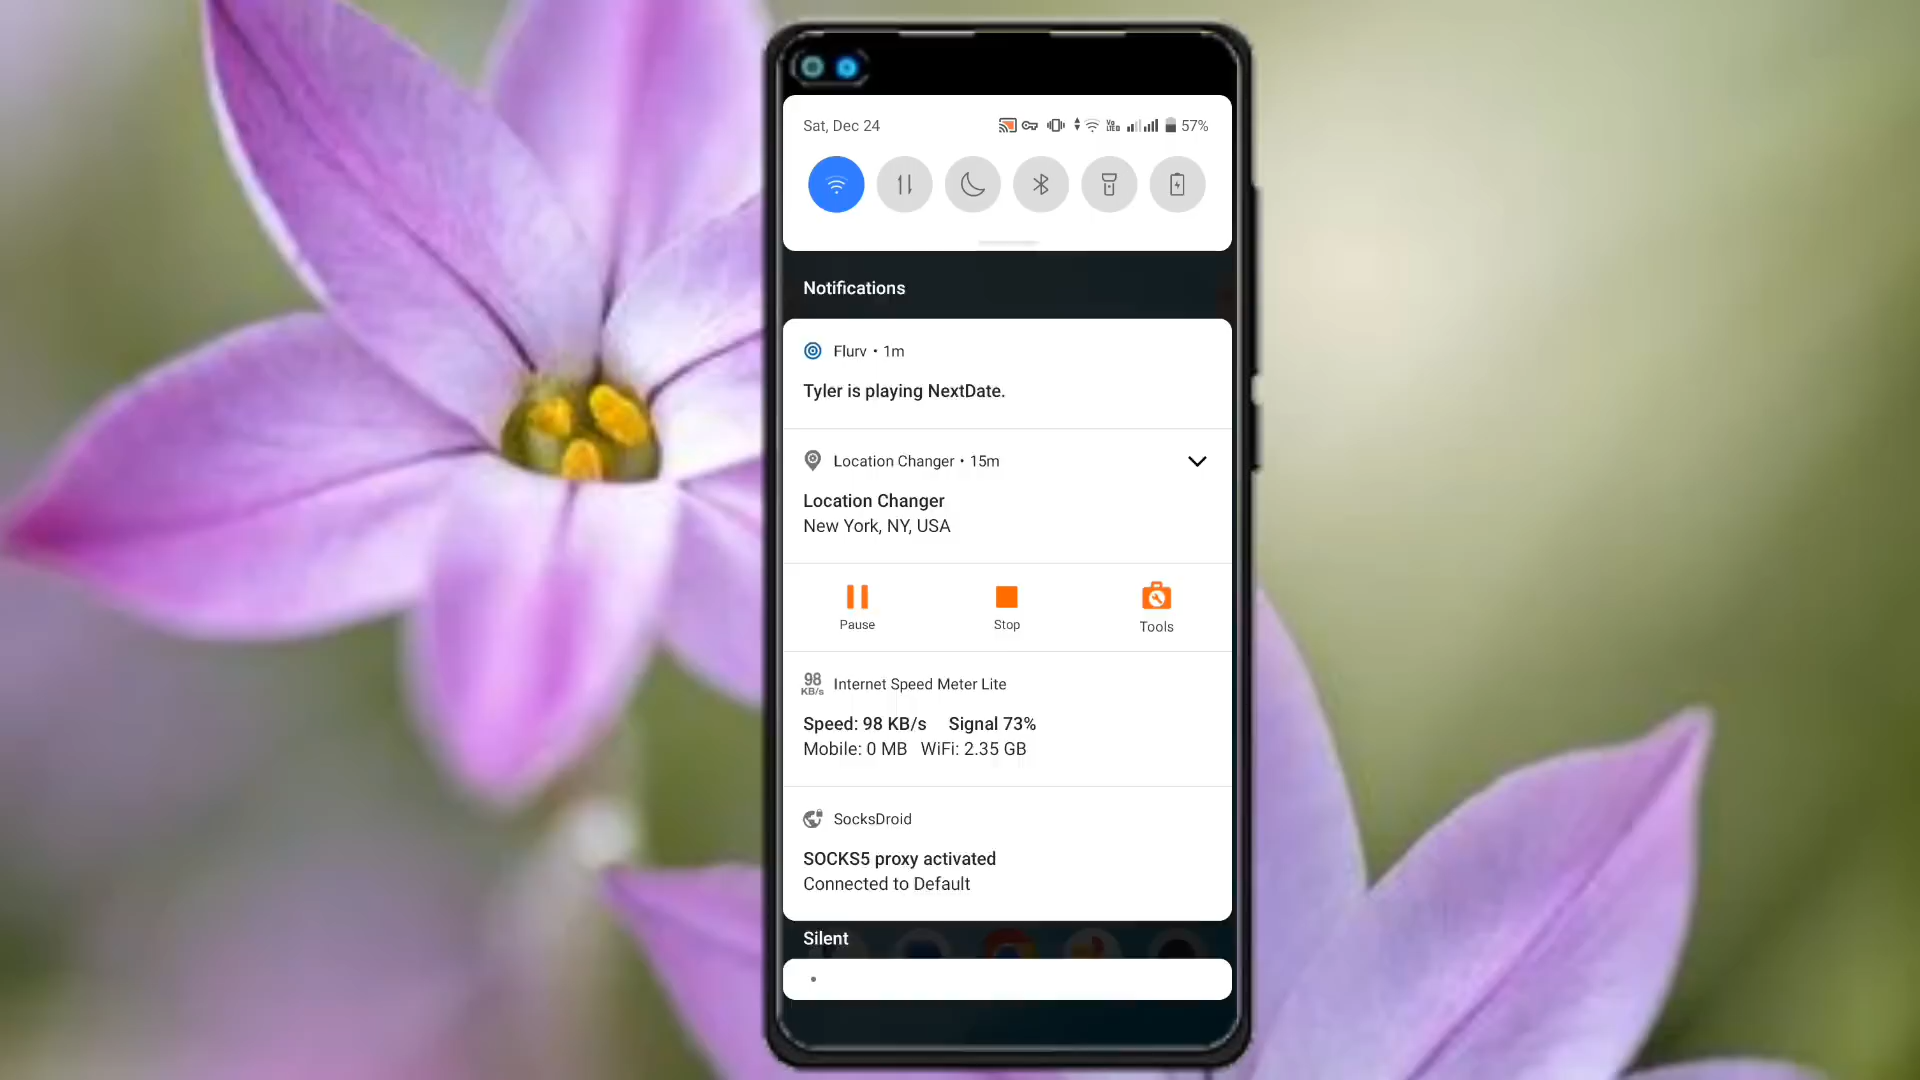 Sat, Dec 24
57%
Notifications
Flurv • 1m
Tyler is playing NextDate.
Location Changer • 15m
Location Changer
New York, NY, USA
Pause
Stop
Tools
98
KB/s
Internet Speed Meter Lite
Speed: 98 KB/s Signal 73%
Mobile: 0 MB WiFi: 2.35 GB
SocksDroid
SOCKS5 proxy activated
Connected to Default
Silent